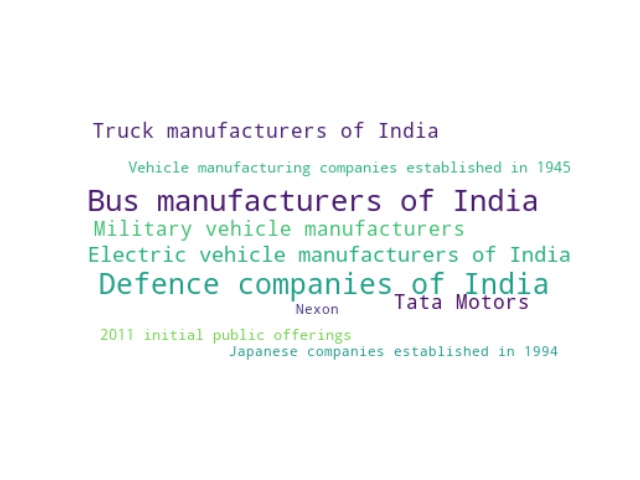 Truck manufacturers of India
Vehicle manufacturing companies established in 1945
Bus manufacturers of India
Military vehicle manufacturers
Electric vehicle manufacturers of India
Defence companies of India
Tata Motors
Nexon
2011 initial public offerings
Japanese companies established in 1994